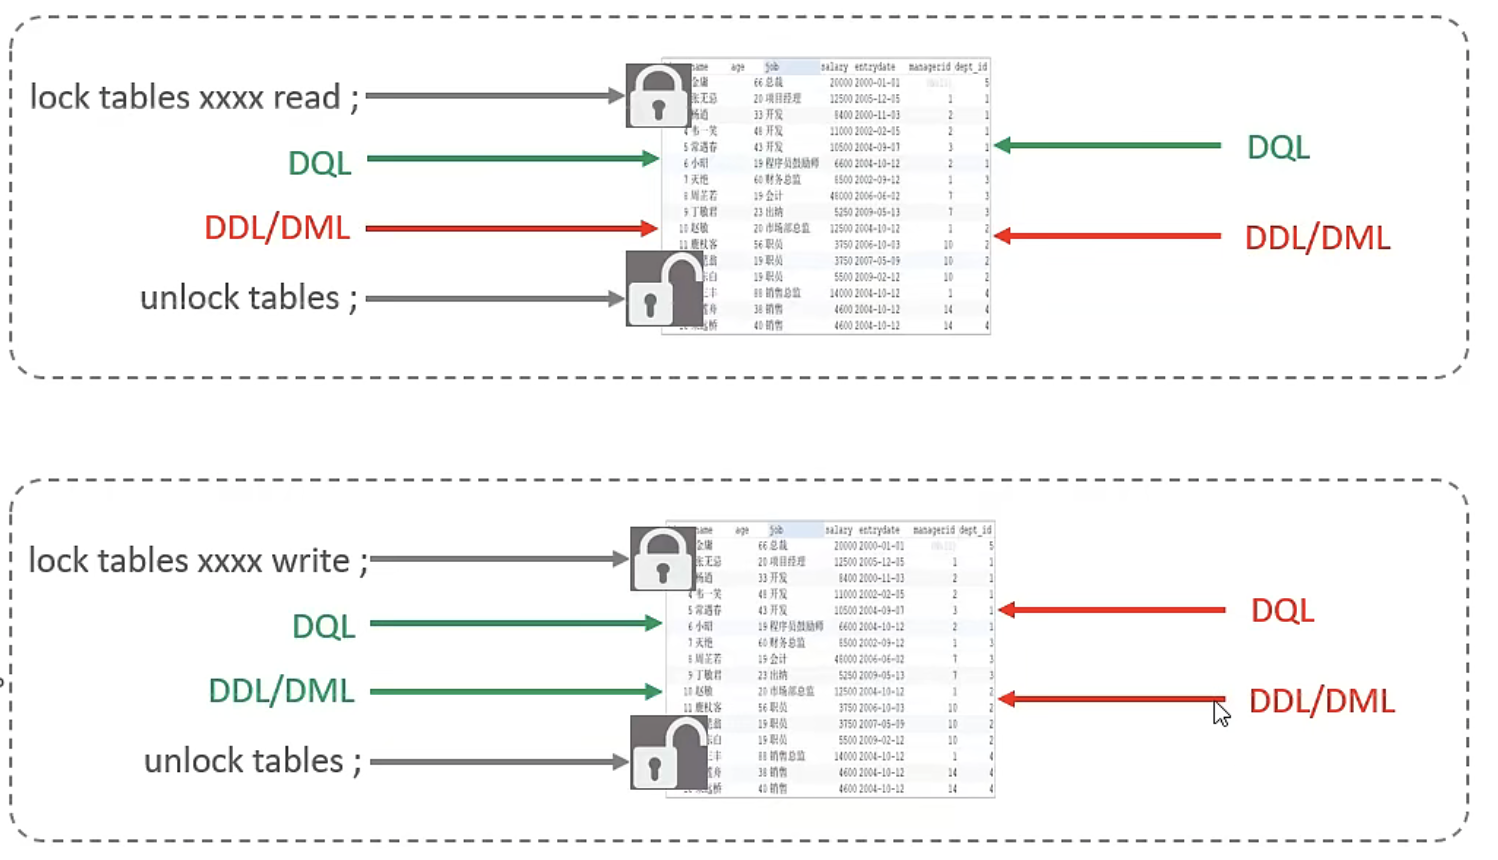 lock tables xxxx read ;
DQL
DDL/DML
unlock tables ;
name age job salary entrydate managerid dept_id
金庸 66 总裁 20000 2000-01-01 5
张无忌 20 项目经理 12500 2005-12-05 1 1
杨逍 33 开发 8400 2000-11-03 2 1
4 韦一笑 48 开发 11000 2002-02-05 2 1
5 常遇春 43 开发 10500 2004-09-07 3 1
6 小昭 19 程序员鼓励师 6600 2004-10-12 2 1
7 灭绝 60 财务总监 8500 2002-09-12 1 3
8 周芷若 19 会计 48000 2006-06-02 7 3
9 丁敏君 23 出纳 5250 2009-05-13 7 3
10 赵敏 20 市场部总监 12500 2004-10-12 1 2
11 鹿杖客 56 职员 3750 2006-10-03 10 2
翁 19 职员 3750 2007-05-09 10 2
东白 19 职员 5500 2009-02-12 10 2
三丰 88 销售总监 14000 2004-10-12 1 4
莲舟 38 销售 4600 2004-10-12 14 4
远桥 40 销售 4600 2004-10-12 14 4
DQL
DDL/DML
lock tables xxxx write ;
DQL
DDL/DML
unlock tables ;
name age job salary entrydate managerid dept_id
金庸 66 总裁 20000 2000-01-01 5
张无忌 20 项目经理 12500 2005-12-05 1 1
杨逍 33 开发 8400 2000-11-03 2 1
4 韦一笑 48 开发 11000 2002-02-05 2 1
5 常遇春 43 开发 10500 2004-09-07 3 1
6 小昭 19 程序员鼓励师 6600 2004-10-12 2 1
7 灭绝 60 财务总监 8500 2002-09-12 1 3
8 周芷若 19 会计 48000 2006-06-02 7 3
9 丁敏君 23 出纳 5250 2009-05-13 7 3
10 赵敏 20 市场部总监 12500 2004-10-12 1 2
11 鹿杖客 56 职员 3750 2006-10-03 10 2
翁 19 职员 3750 2007-05-09 10 2
东白 19 职员 5500 2009-02-12 10 2
三丰 88 销售总监 14000 2004-10-12 1 4
莲舟 38 销售 4600 2004-10-12 14 4
远桥 40 销售 4600 2004-10-12 14 4
DQL
DDL/DML